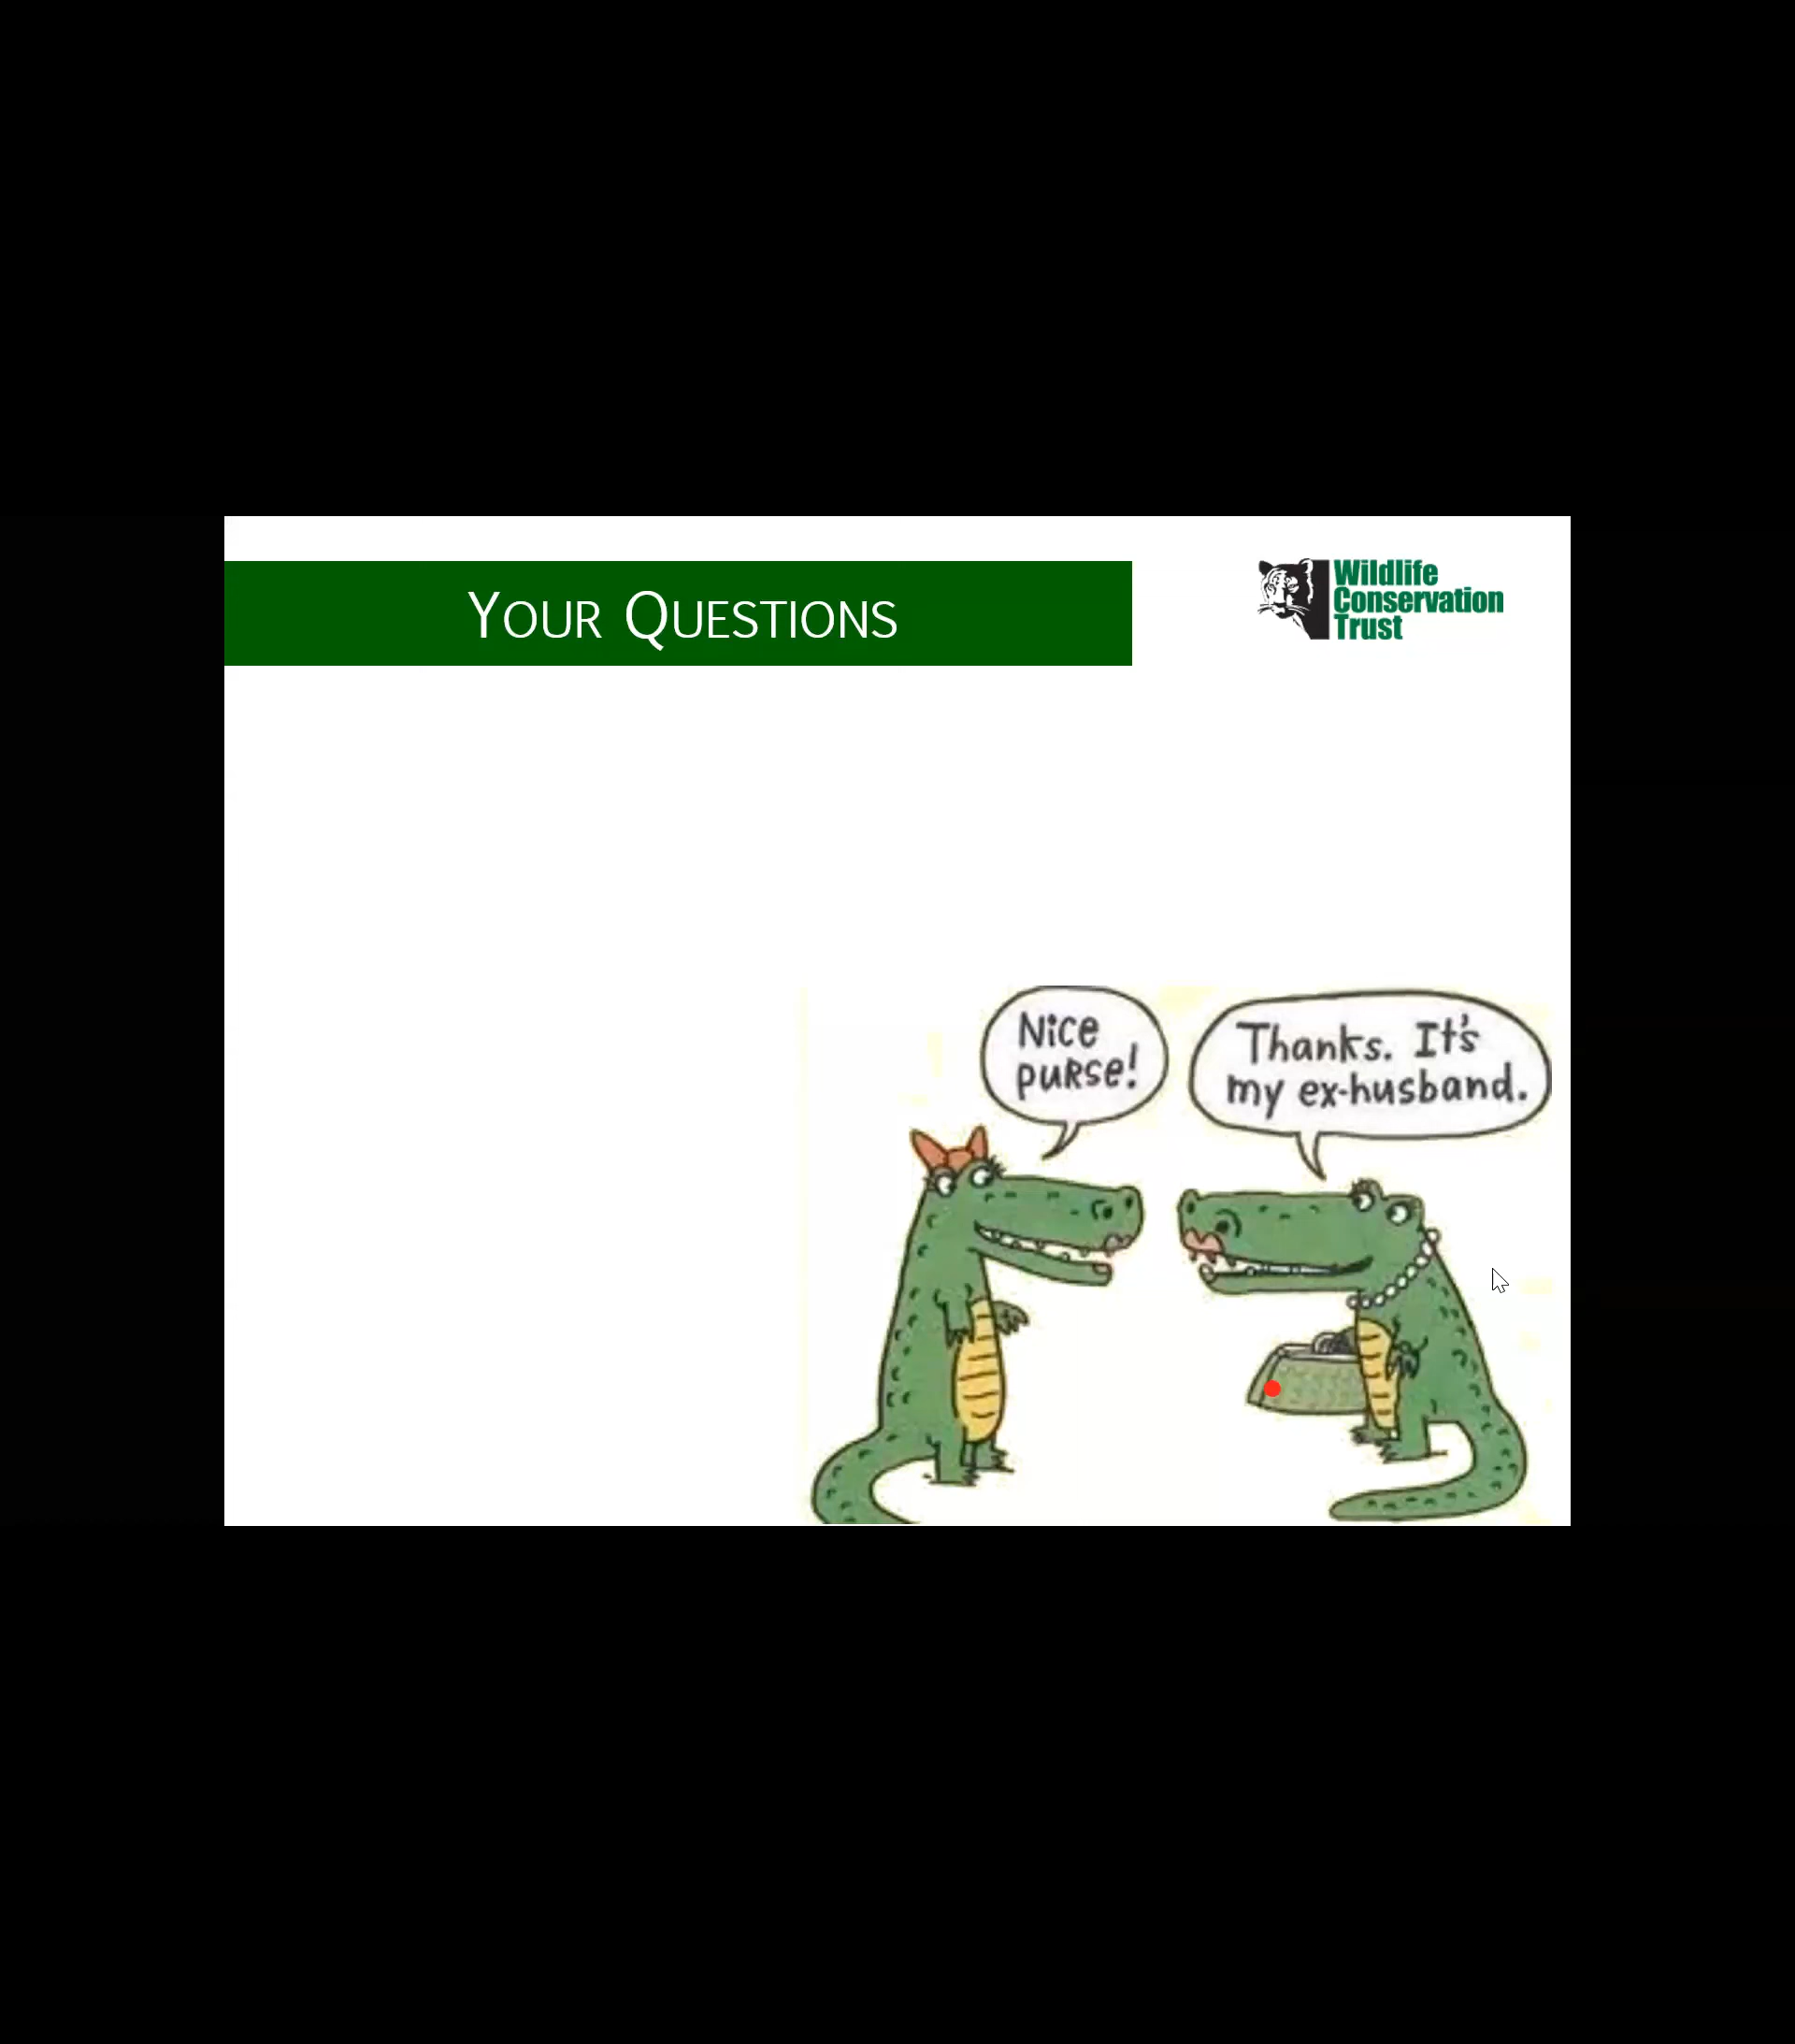 Your Questions
Wildlife
Conservation
Trust
Nice
purse!
Thanks. It's
my ex-husband.